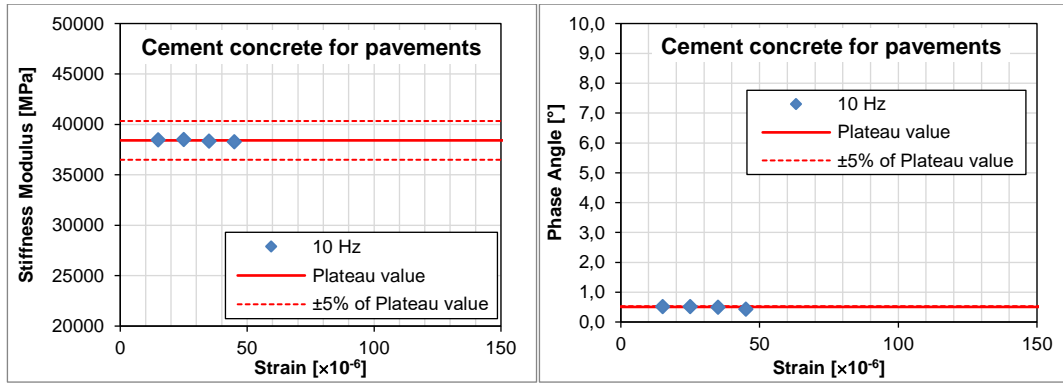 Cement concrete for pavements
Stiffness Modulus [MPa]
50000
45000
40000
35000
30000
25000
20000
10 Hz
Plateau value
±5% of Plateau value
0
50
100
150
Strain [×10-6]
Cement concrete for pavements
Phase Angle [°]
10,0
9,0
8,0
7,0
6,0
5,0
4,0
3,0
2,0
1,0
0,0
10 Hz
Plateau value
±5% of Plateau value
0
50
100
150
Strain [×10-6]